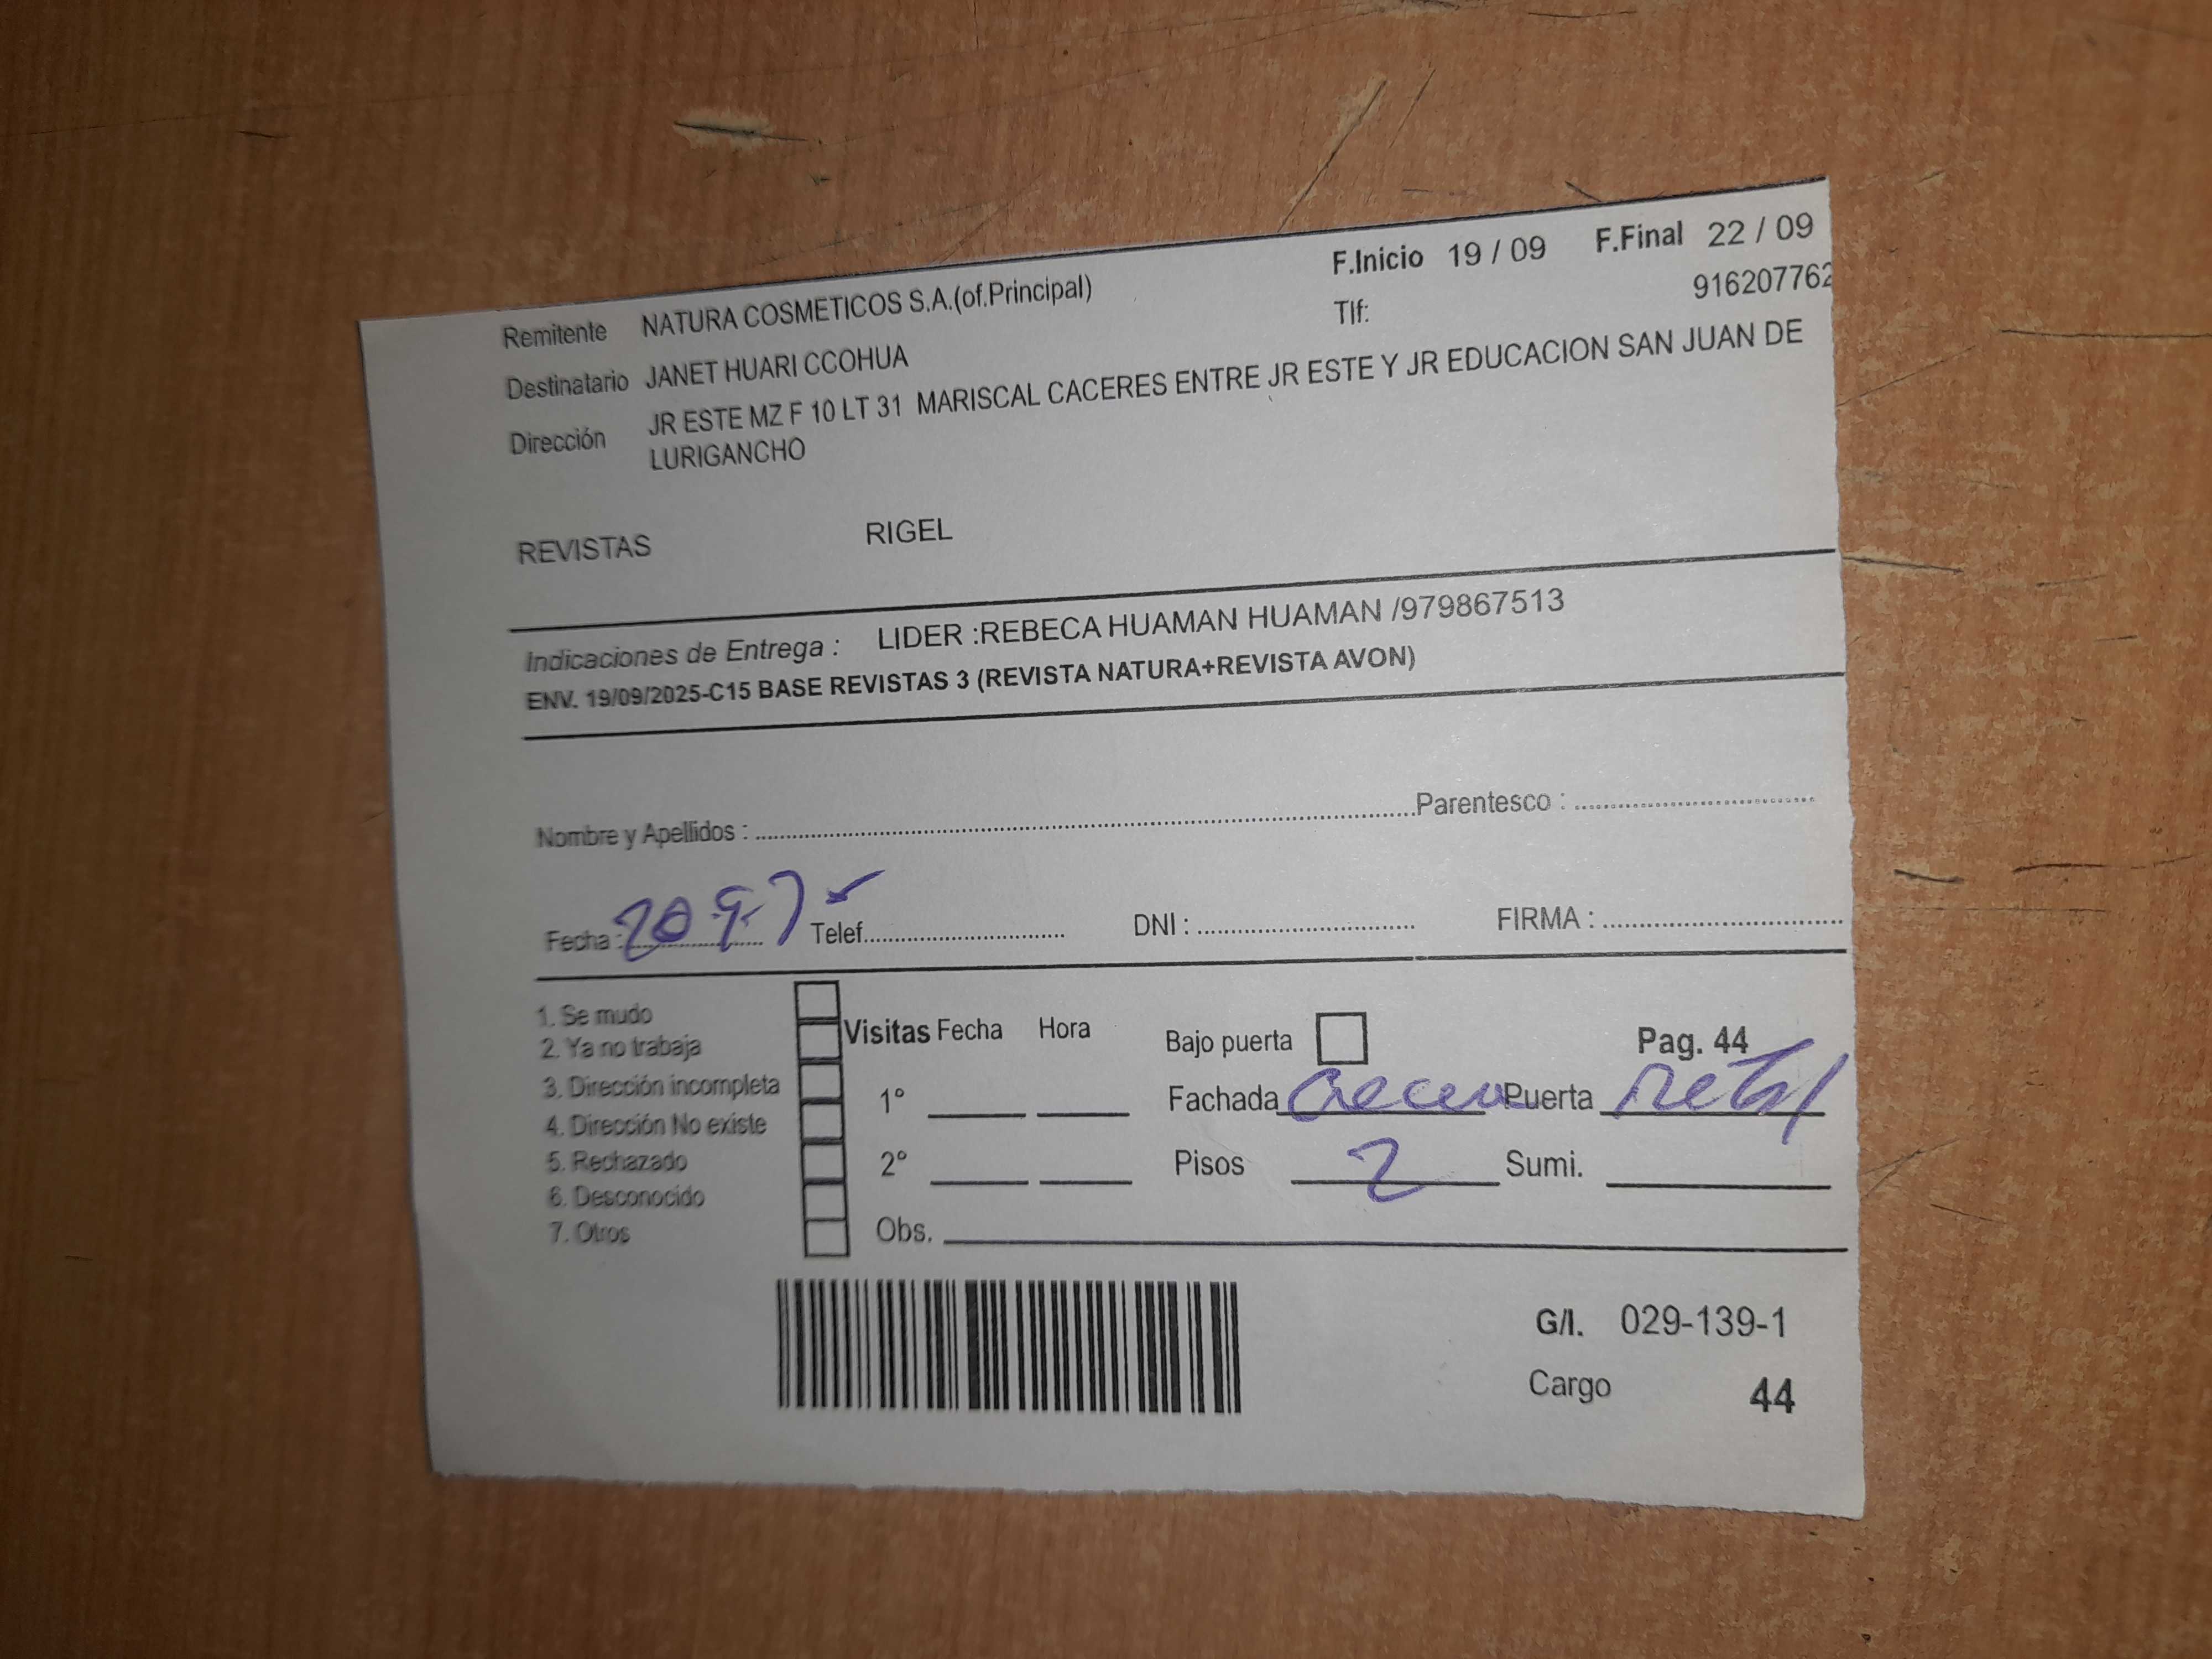 F.Inicio 19 / 09 F.Final 22 / 09
Remitente NATURA COSMETICOS S.A.(of.Principal) Tlf: 916207762
Destinatario JANET HUARI CCOHUA
Dirección JR ESTE MZ F 10 LT 31 MARISCAL CACERES ENTRE JR ESTE Y JR EDUCACION SAN JUAN DE
LURIGANCHO
REVISTAS RIGEL
Indicaciones de Entrega : LIDER :REBECA HUAMAN HUAMAN /979867513
ENV. 19/09/2025-C15 BASE REVISTAS 3 (REVISTA NATURA+REVISTA AVON)
Nombre y Apellidos : Parentesco :
Fecha : Telef. DNI : FIRMA :
1. Se mudo
2. Ya no trabaja
3. Dirección incompleta
4. Dirección No existe
5. Rechazado
6. Desconocido
7. Otros
Visitas Fecha Hora
1°
2°
Obs.
Bajo puerta Pag. 44
Fachada Puerta
Pisos 2 Sumi.
G/I. 029-139-1
Cargo 44